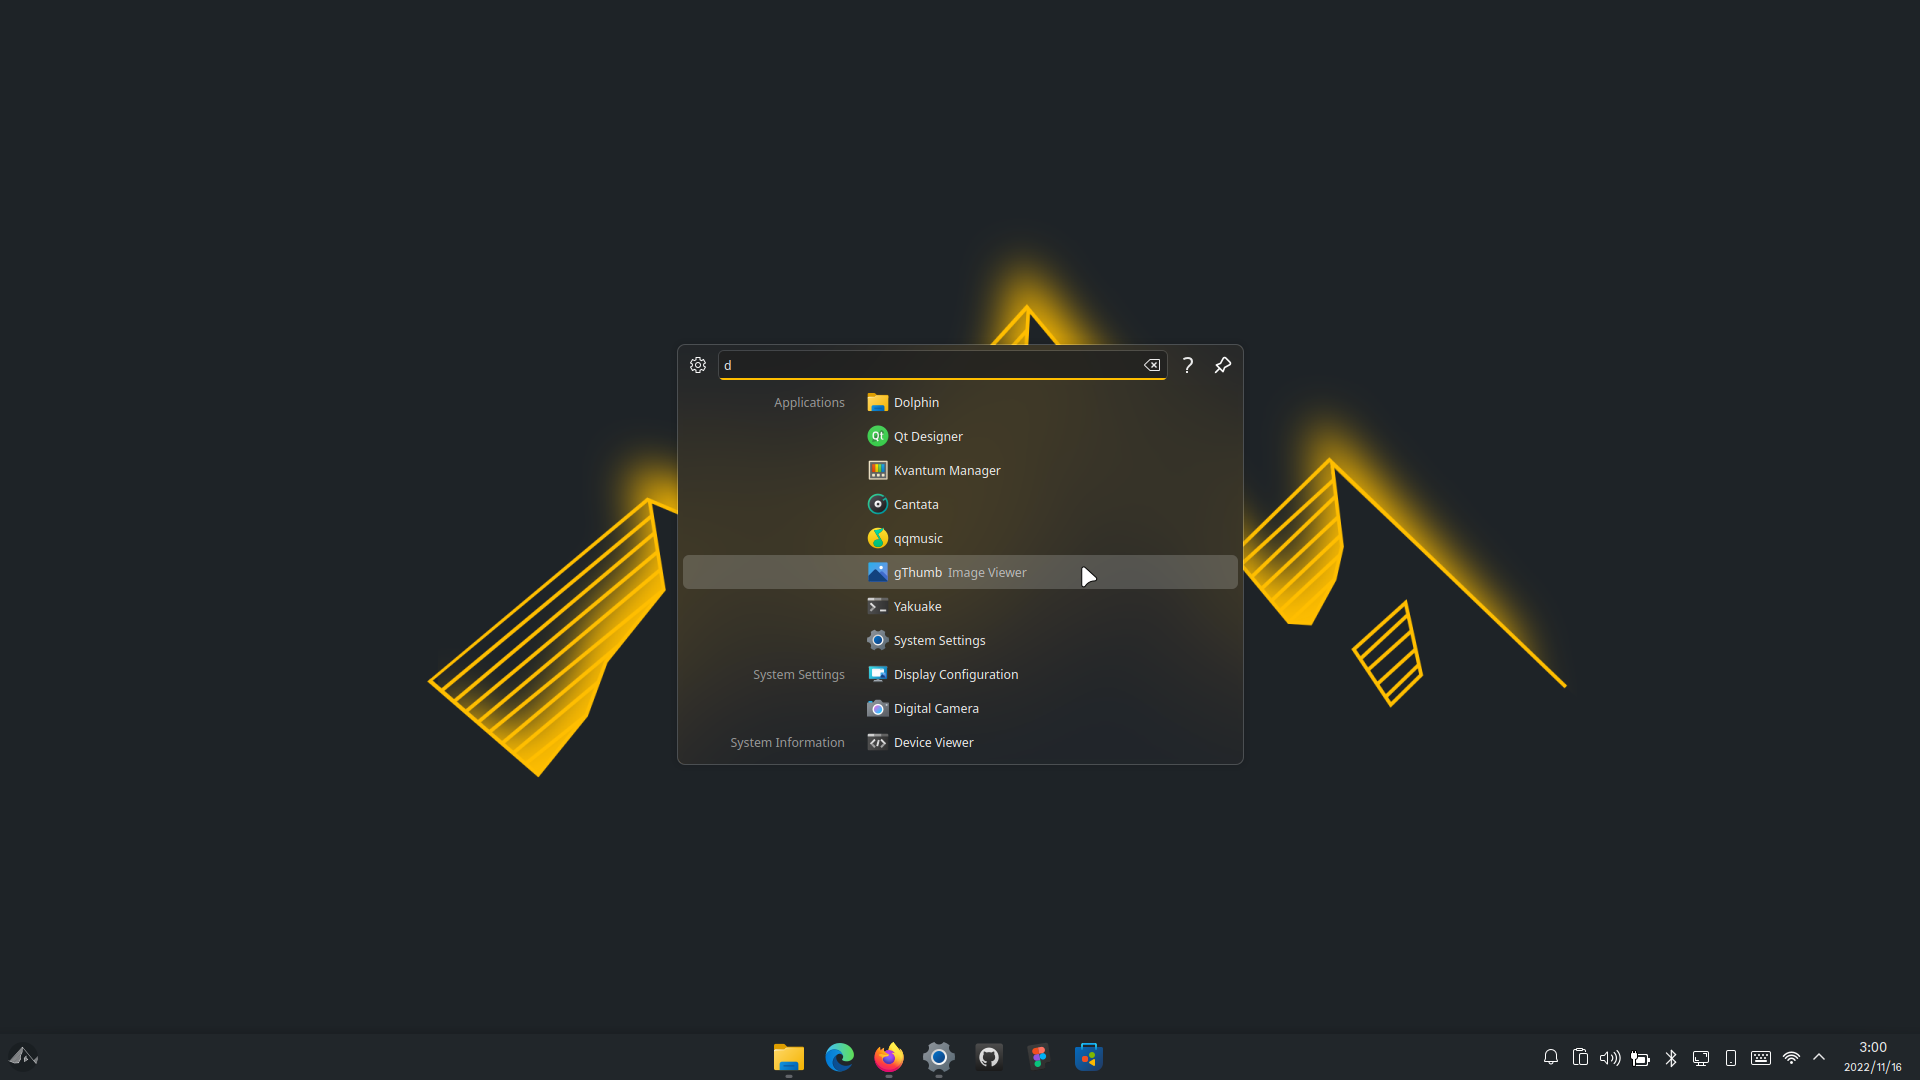 d
?
Applications Dolphin
Qt Qt Designer
Kvantum Manager
Cantata
qqmusic
gThumb Image Viewer
Yakuake
System Settings
System Settings Display Configuration
Digital Camera
System Information Device Viewer
3:00
2022/11/16